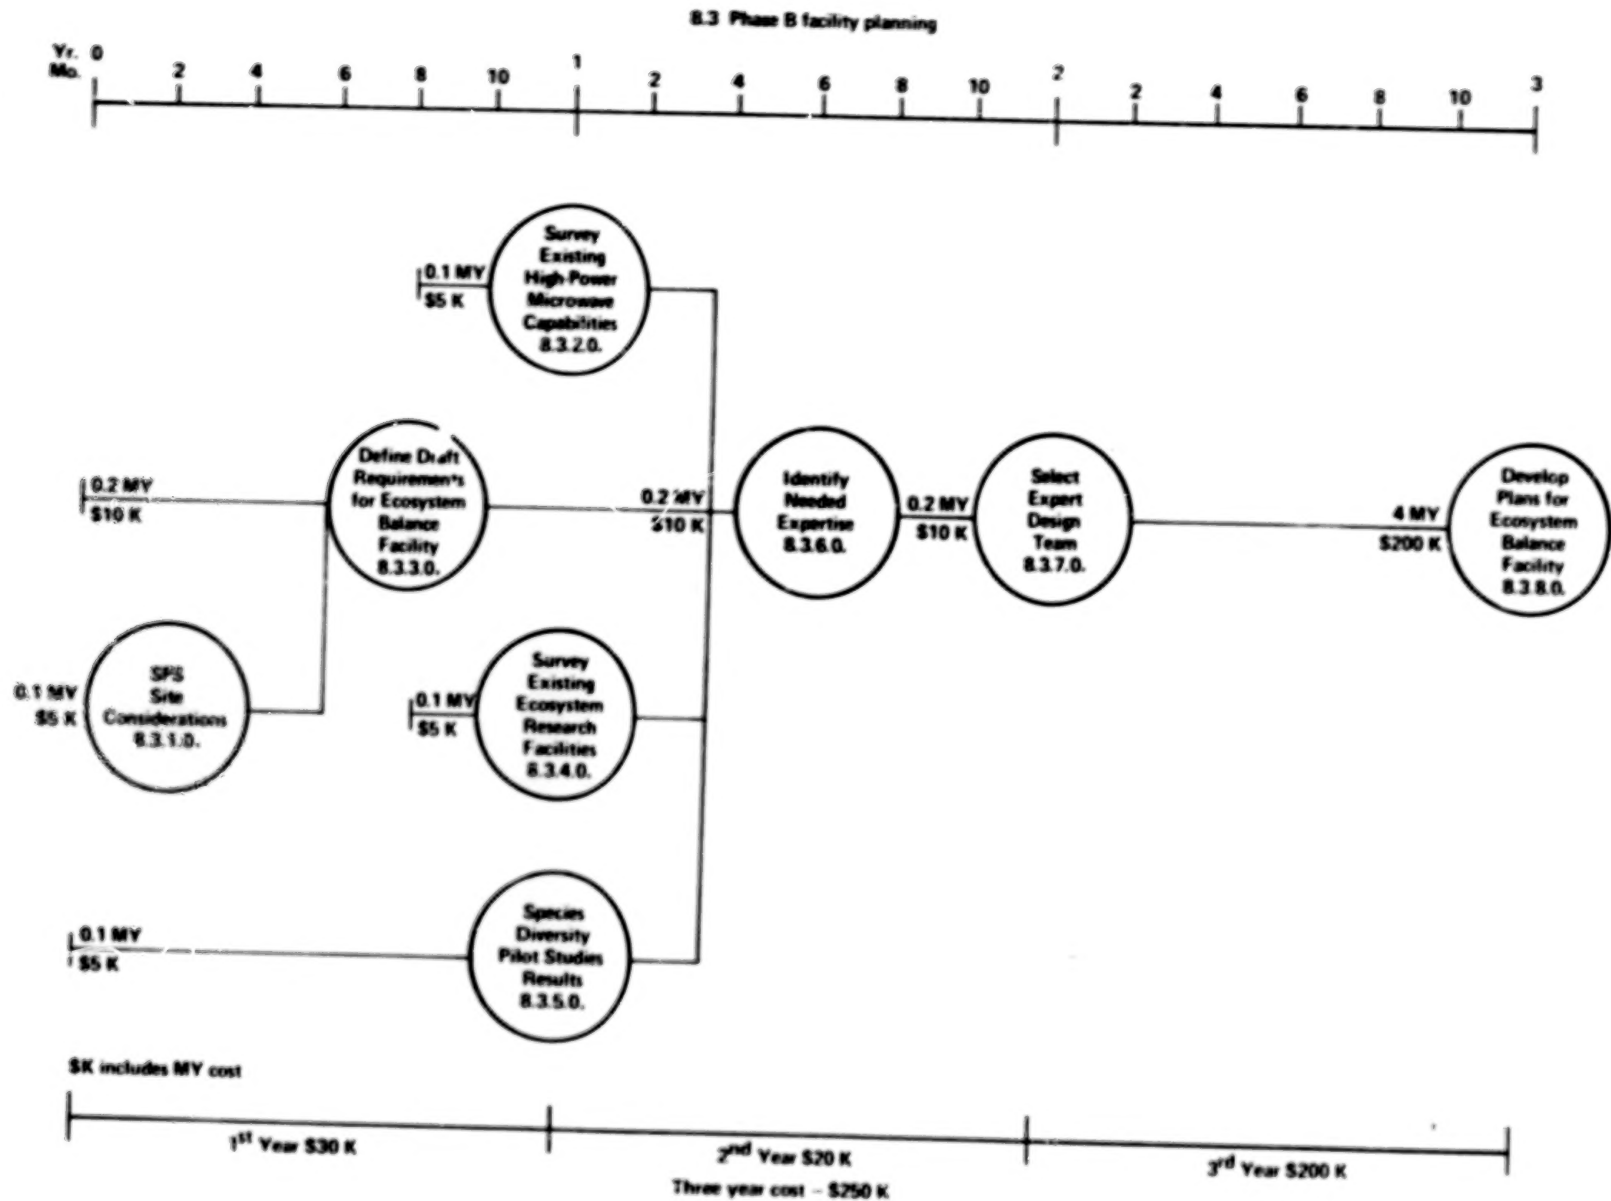 8.3 Phase B facility planning
Yr. 0 1 2 3
Mo. 2 4 6 8 10 2 4 6 8 10 2 4 6 8 10
Survey
Existing
High-Power
Microwave
Capabilities
8.3.2.0.
0.1 MY
$5 K
Define Draft
Requirements
for Ecosystem
Balance
Facility
8.3.3.0.
0.2 MY
$10 K
0.2 MY
$10 K
Identify
Needed
Expertise
8.3.6.0.
0.2 MY
$10 K
Select
Expert
Design
Team
8.3.7.0.
4 MY
$200 K
Develop
Plans for
Ecosystem
Balance
Facility
8.3.8.0.
0.1 MY
$5 K
SPS
Site
Considerations
8.3.1.0.
0.1 MY
$5 K
Survey
Existing
Ecosystem
Research
Facilities
8.3.4.0.
0.1 MY
$5 K
Species
Diversity
Pilot Studies
Results
8.3.5.0.
$K includes MY cost
1st Year $30 K
2nd Year $20 K
3rd Year $200 K
Three year cost – $250 K